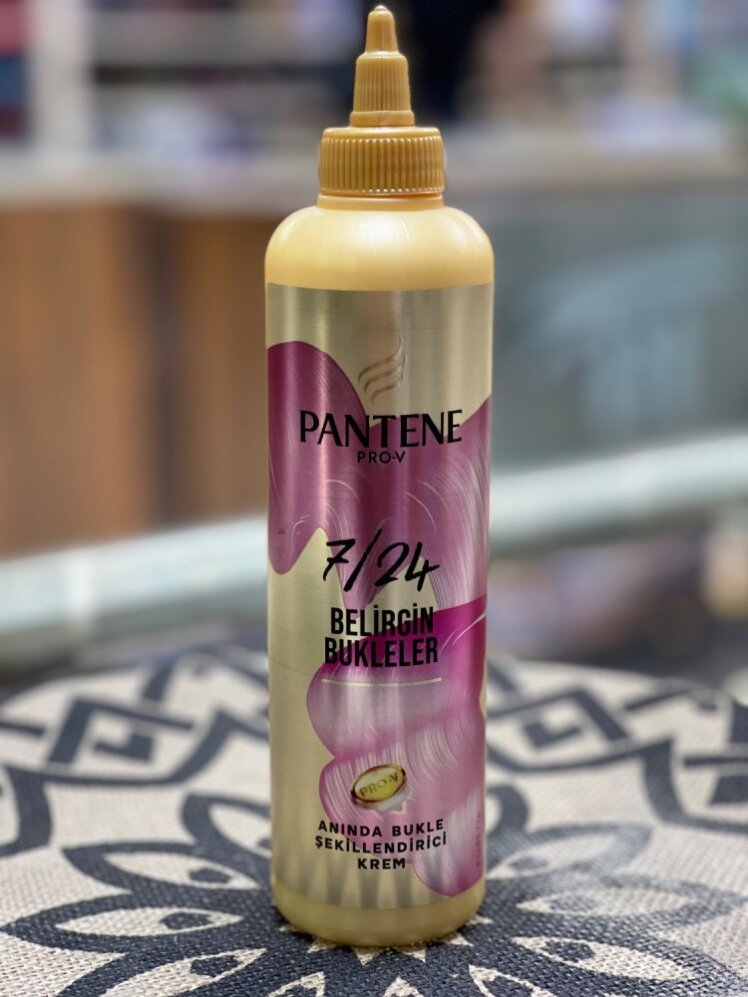 PANTENE
PRO-V
7/24
BELİRGİN
BUKLELER
PRO-V
ANINDA BUKLE
ŞEKİLLENDİRİCİ
KREM